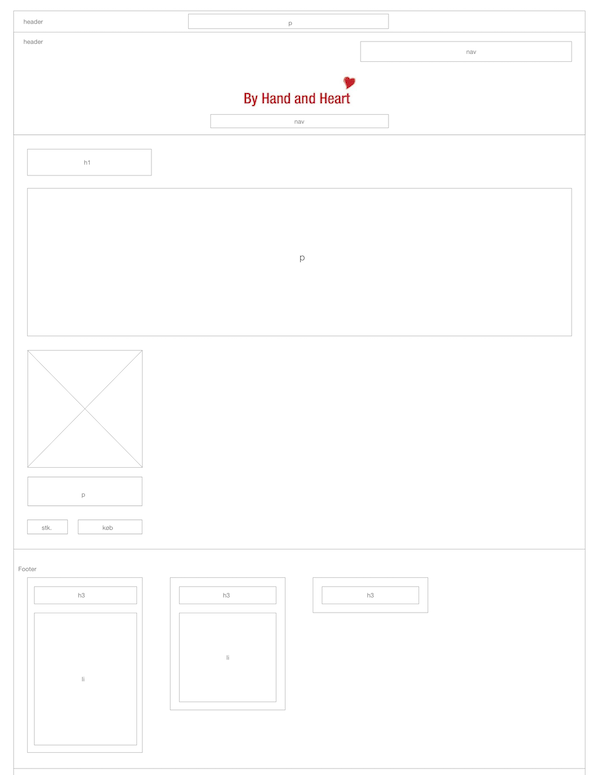 header
p
header
nav
By Hand and Heart
nav
h1
p
p
stk.
køb
Footer
h3
h3
h3
li
li